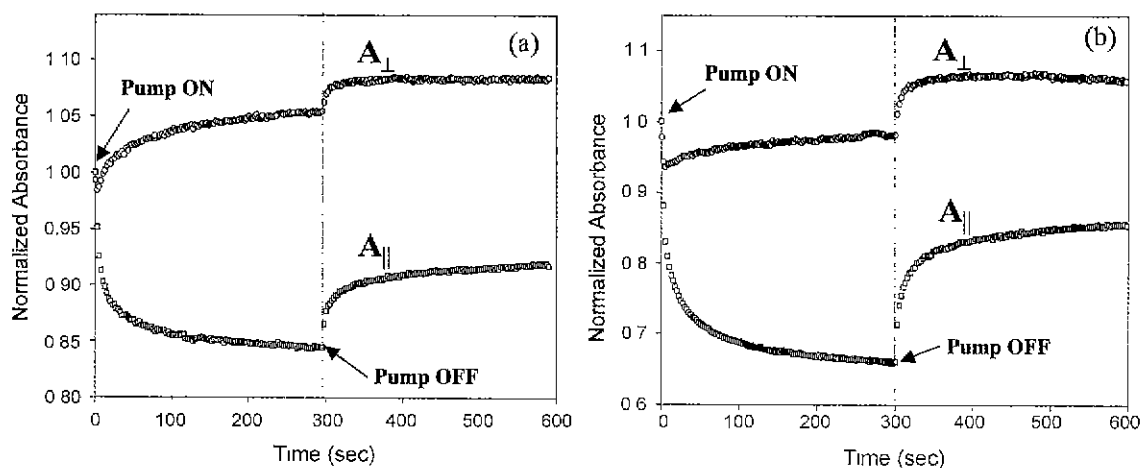 (a)
A⊥
Pump ON
A||
Pump OFF
Normalized Absorbance
1 10
1.05
1.00
0.95
0.90
0.85
0 80
0
100
200
300
400
500
600
Time (sec)
(b)
A⊥
Pump ON
A||
Pump OFF
Normalized Absorbance
1 1
1 0
0 9
0.8
0.7
0 6
0
100
200
300
400
500
600
Time (sec)